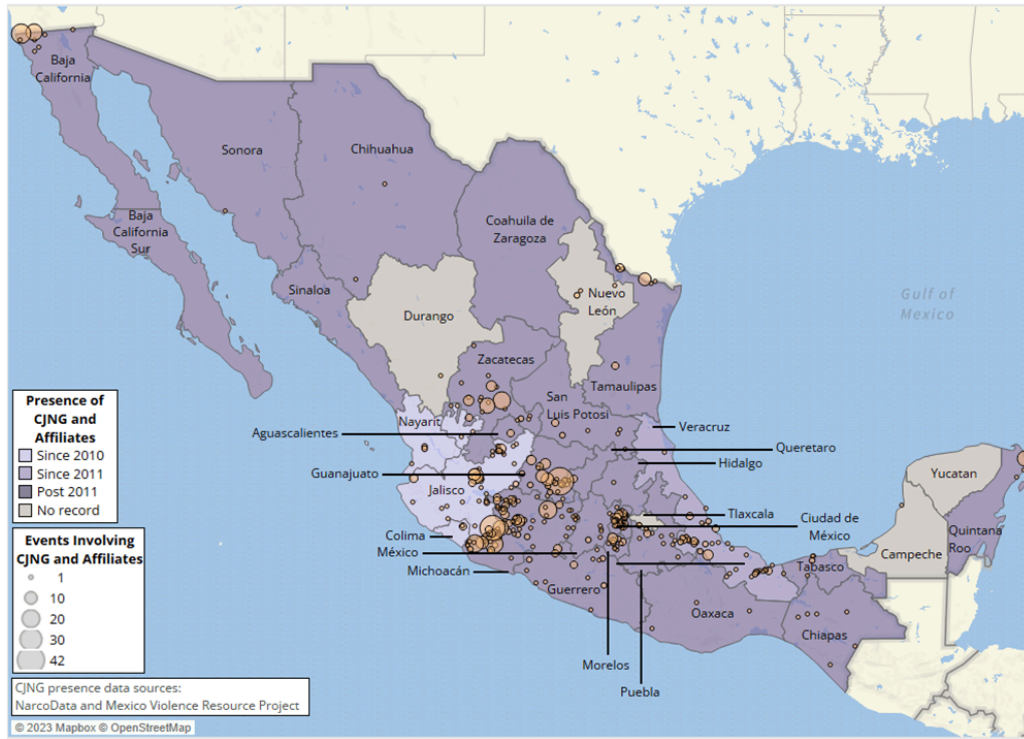 Baja
California
Sonora
Chihuahua
Coahuila de
Zaragoza
Baja
California
Sur
Sinaloa
Durango
Nuevo
León
Gulf of
Mexico
Zacatecas
Tamaulipas
San
Luis Potosi
Nayarit
Aguascalientes
Veracruz
Queretaro
Hidalgo
Guanajuato
Jalisco
Yucatan
Tlaxcala
Ciudad de
México
Colima
México
Michoacán
Guerrero
Campeche
Quintana
Roo
Tabasco
Oaxaca
Chiapas
Morelos
Puebla
Presence of
CJNG and
Affiliates
Since 2010
Since 2011
Post 2011
No record
Events Involving
CJNG and Affiliates
1
10
20
30
42
CJNG presence data sources:
NarcoData and Mexico Violence Resource Project
© 2023 Mapbox © OpenStreetMap